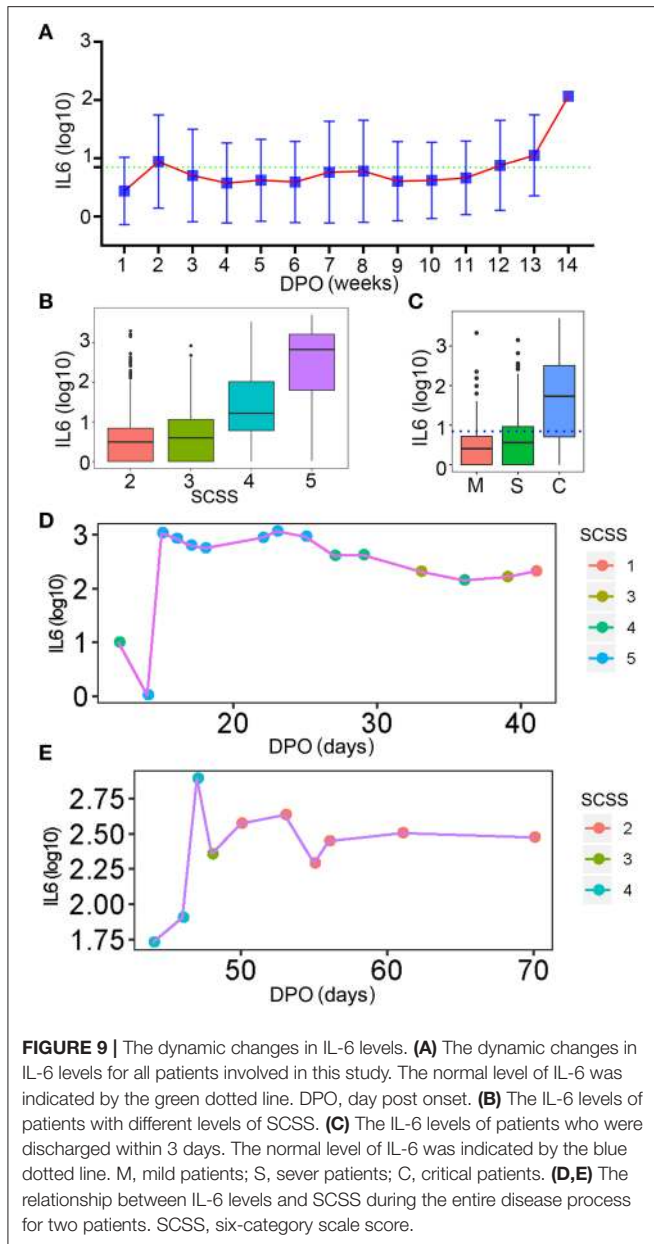 A
3
2
1
0
IL6 (log10)
1 2 3 4 5 6 7 8 9 10 11 12 13 14
DPO (weeks)
B
3
2
1
0
IL6 (log10)
2 3 4 5
SCSS
C
3
2
1
0
IL6 (log10)
M S C
D
3
2
1
0
IL6 (log10)
20 30 40
DPO (days)
SCSS
1
3
4
5
E
2.75
2.50
2.25
2.00
1.75
IL6 (log10)
50 60 70
DPO (days)
SCSS
2
3
4
FIGURE 9 | The dynamic changes in IL-6 levels. (A) The dynamic changes in
IL-6 levels for all patients involved in this study. The normal level of IL-6 was
indicated by the green dotted line. DPO, day post onset. (B) The IL-6 levels of
patients with different levels of SCSS. (C) The IL-6 levels of patients who were
discharged within 3 days. The normal level of IL-6 was indicated by the blue
dotted line. M, mild patients; S, sever patients; C, critical patients. (D,E) The
relationship between IL-6 levels and SCSS during the entire disease process
for two patients. SCSS, six-category scale score.